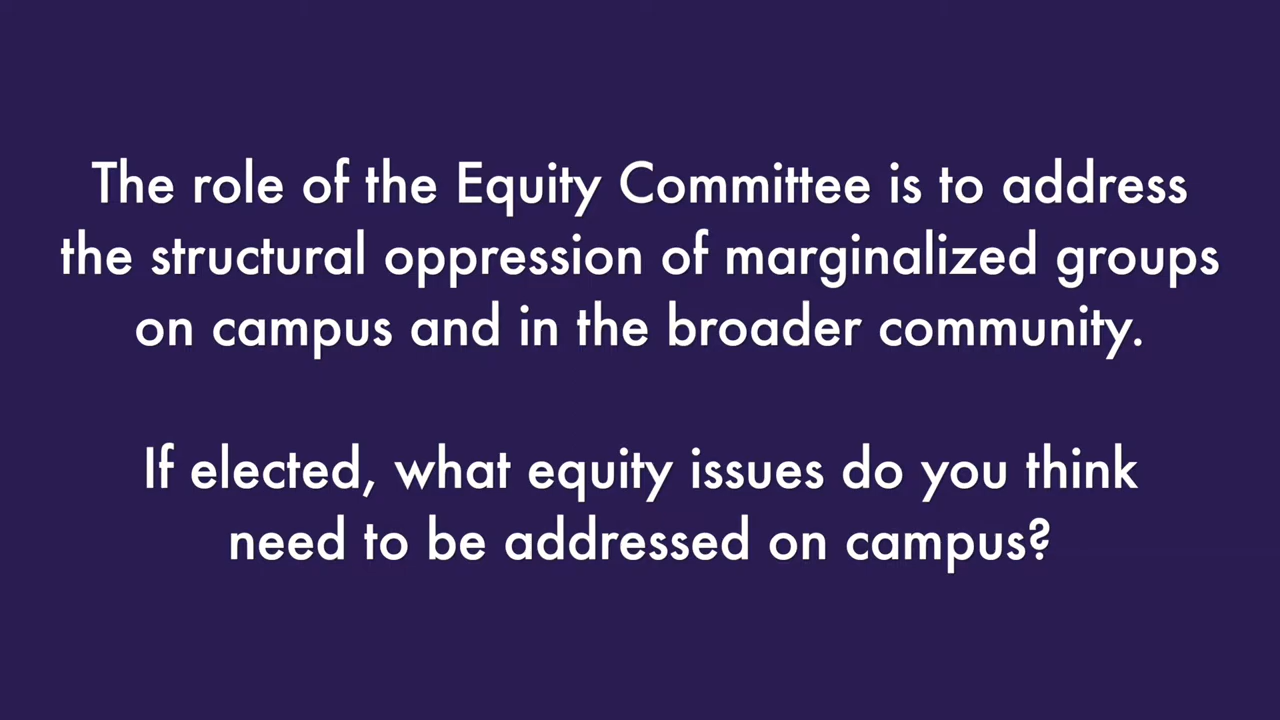 The role of the Equity Committee is to address
the structural oppression of marginalized groups
on campus and in the broader community.
If elected, what equity issues do you think
need to be addressed on campus?